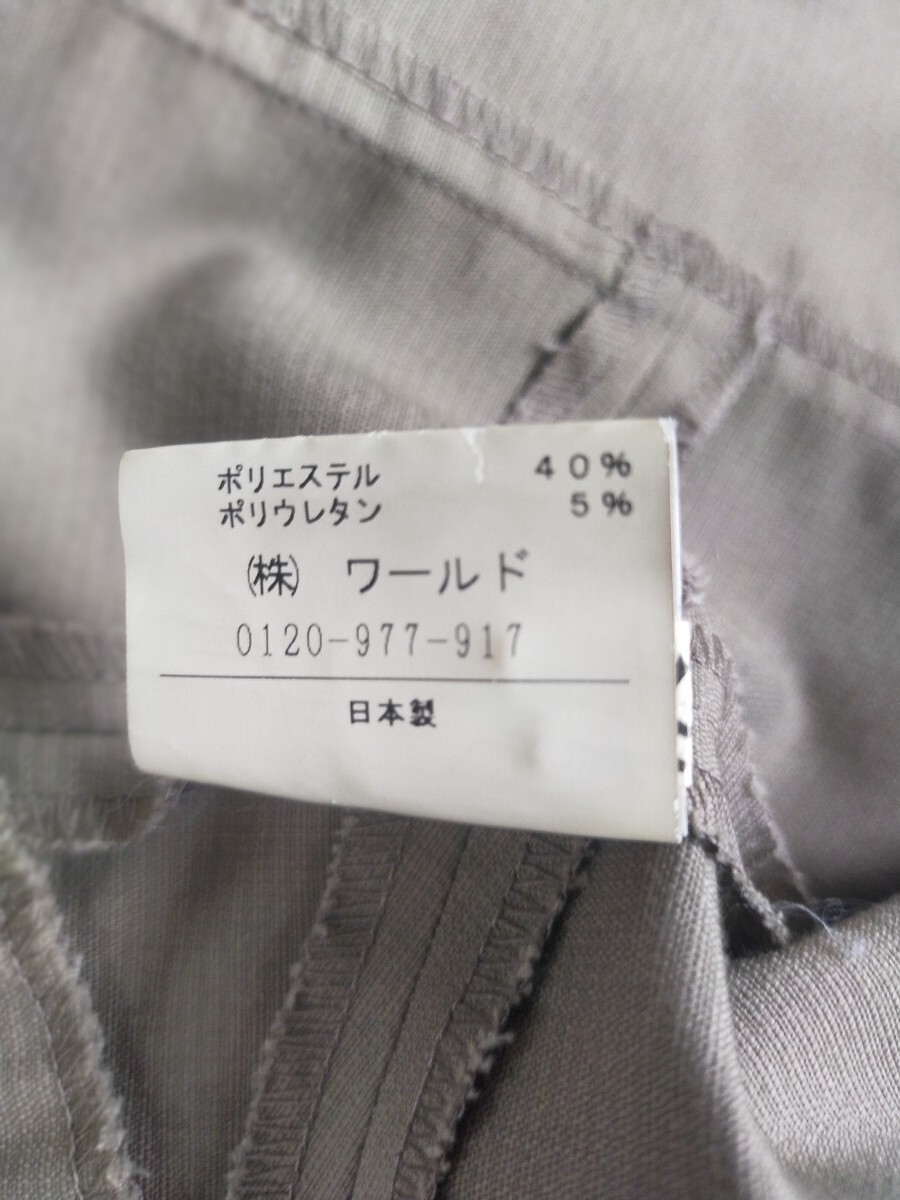 ポリエステル 40%
ポリウレタン 5%
㈱ ワールド
0120-977-917
日本製